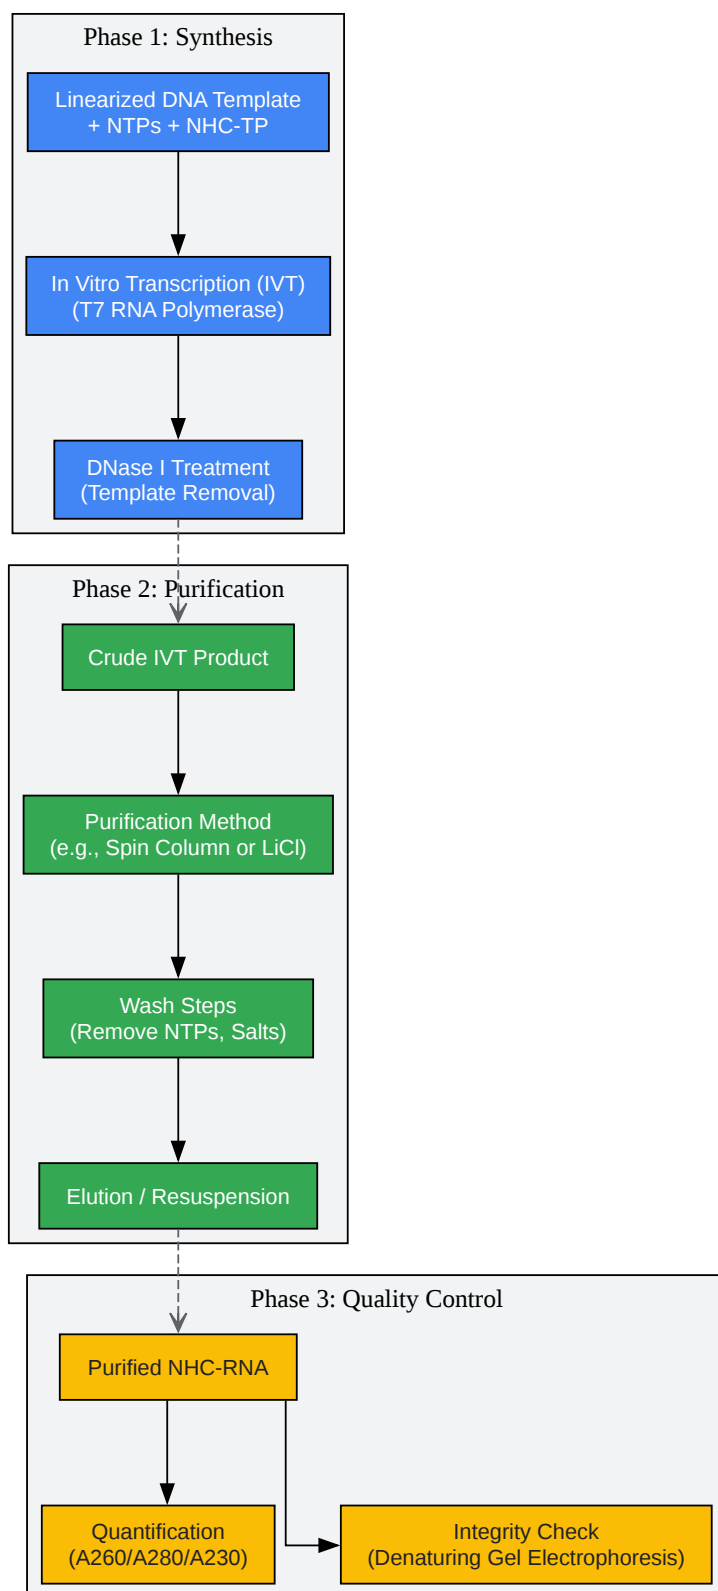 Phase 1: Synthesis
Linearized DNA Template
+ NTPs + NHC-TP
In Vitro Transcription (IVT)
(T7 RNA Polymerase)
DNase I Treatment
(Template Removal)
Phase 2: Purification
Crude IVT Product
Purification Method
(e.g., Spin Column or LiCl)
Wash Steps
(Remove NTPs, Salts)
Elution / Resuspension
Phase 3: Quality Control
Purified NHC-RNA
Quantification
(A260/A280/A230)
Integrity Check
(Denaturing Gel Electrophoresis)